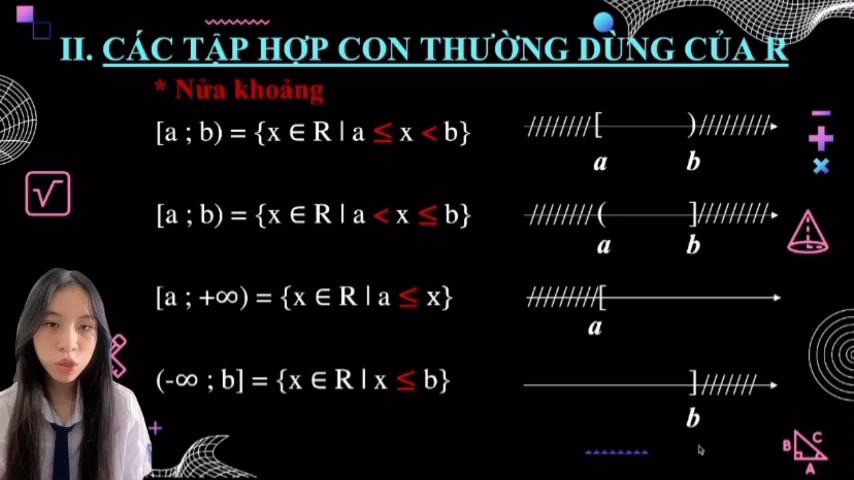 II. CÁC TẬP HỢP CON THƯỜNG DÙNG CỦA R
* Nửa khoảng
[a ; b) = {x ∈ R | a ≤ x < b}
////////[ )/////////
a b
[a ; b) = {x ∈ R | a < x ≤ b}
////////( ]/////////
a b
[a ; +∞) = {x ∈ R | a ≤ x}
/////////[
a
(-∞ ; b] = {x ∈ R | x ≤ b}
]///////
b
B C
A